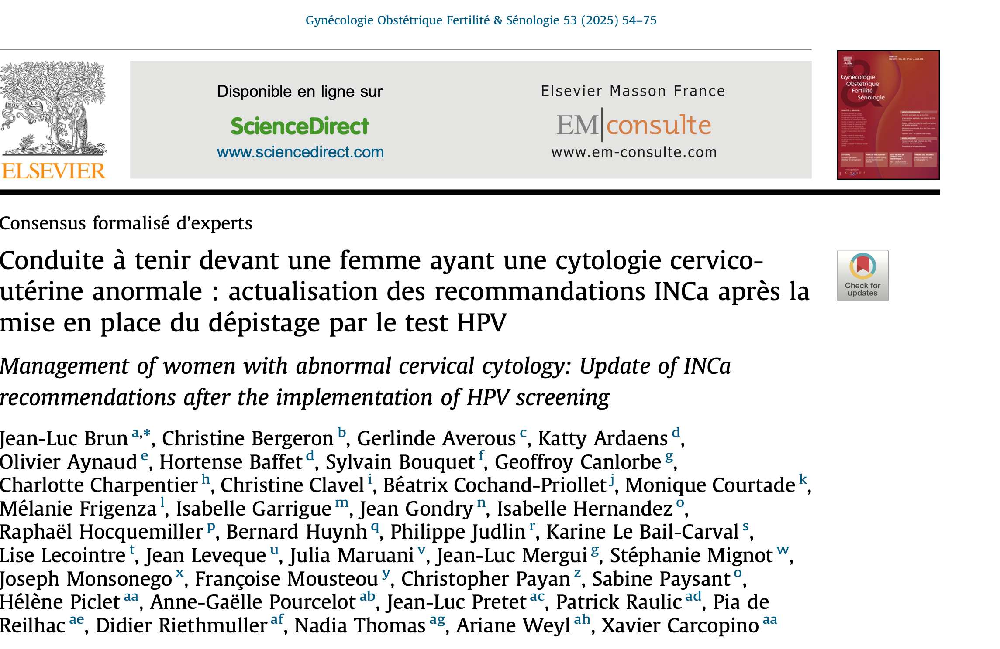 Gynécologie Obstétrique Fertilité & Sénologie 53 (2025) 54–75
NON SOLUS
ELSEVIER
Disponible en ligne sur
ScienceDirect
www.sciencedirect.com
Elsevier Masson France
EM|consulte
www.em-consulte.com
Gynécologie
Obstétrique
Fertilité
Sénologie
&
Consensus formalisé d’experts
Conduite à tenir devant une femme ayant une cytologie cervico-
utérine anormale : actualisation des recommandations INCa après la
mise en place du dépistage par le test HPV
Check for
updates
Management of women with abnormal cervical cytology: Update of INCa
recommendations after the implementation of HPV screening
Jean-Luc Brun a,*, Christine Bergeron b, Gerlinde Averous c, Katty Ardaens d,
Olivier Aynaud e, Hortense Baffet d, Sylvain Bouquet f, Geoffroy Canlorbe g,
Charlotte Charpentier h, Christine Clavel i, Béatrix Cochand-Priollet j, Monique Courtade k,
Mélanie Frigenza l, Isabelle Garrigue m, Jean Gondry n, Isabelle Hernandez o,
Raphaël Hocquemiller p, Bernard Huynh q, Philippe Judlin r, Karine Le Bail-Carval s,
Lise Lecointre t, Jean Leveque u, Julia Maruani v, Jean-Luc Mergui g, Stéphanie Mignot w,
Joseph Monsonego x, Françoise Mousteou y, Christopher Payan z, Sabine Paysant o,
Hélène Piclet aa, Anne-Gaëlle Pourcelot ab, Jean-Luc Pretet ac, Patrick Raulic ad, Pia de
Reilhac ae, Didier Riethmuller af, Nadia Thomas ag, Ariane Weyl ah, Xavier Carcopino aa